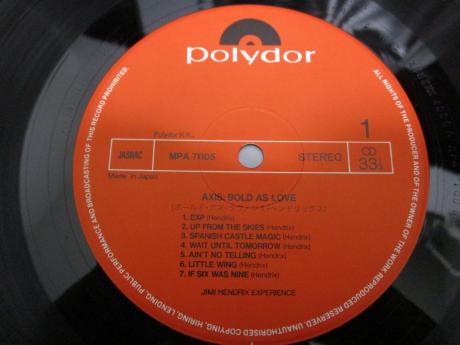 polydor
Polydor K.K.
JASRAC
MPA 7005
STEREO
33⅓
1
Made in Japan
AXIS: BOLD AS LOVE
1. EXP (Hendrix)
2. UP FROM THE SKIES (Hendrix)
3. SPANISH CASTLE MAGIC (Hendrix)
4. WAIT UNTIL TOMORROW (Hendrix)
5. AIN'T NO TELLING (Hendrix)
6. LITTLE WING (Hendrix)
7. IF SIX WAS NINE (Hendrix)
JIMI HENDRIX EXPERIENCE
ALL RIGHTS OF THE PRODUCER AND OF THE OWNER OF THE RECORDED WORK RESERVED. UNAUTHORISED COPYING, HIRING, LENDING, PUBLIC PERFORMANCE AND BROADCASTING OF THIS RECORD PROHIBITED.